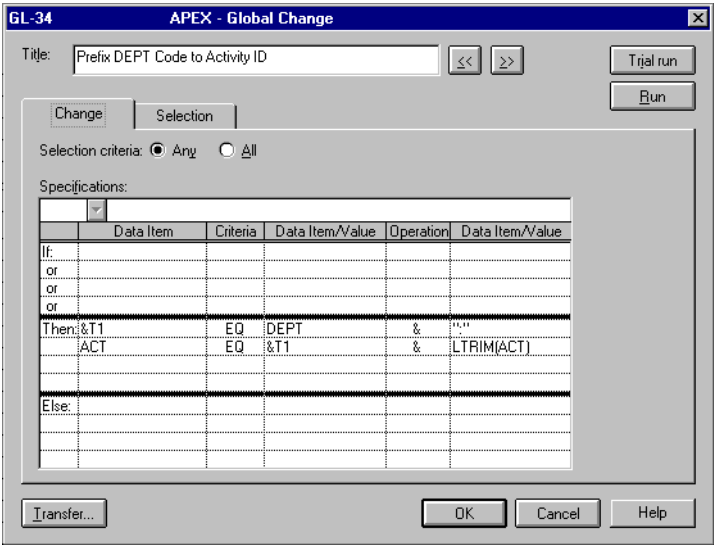 GL-34 APEX - Global Change
Title: Prefix DEPT Code to Activity ID << >> Trial run
Run
Change Selection
Selection criteria: Any All
Specifications:
Data Item Criteria Data Item/Value Operation Data Item/Value
If:
or
or
or
Then: &T1 EQ DEPT & ":"
ACT EQ &T1 & LTRIM(ACT)
Else:
Transfer... OK Cancel Help